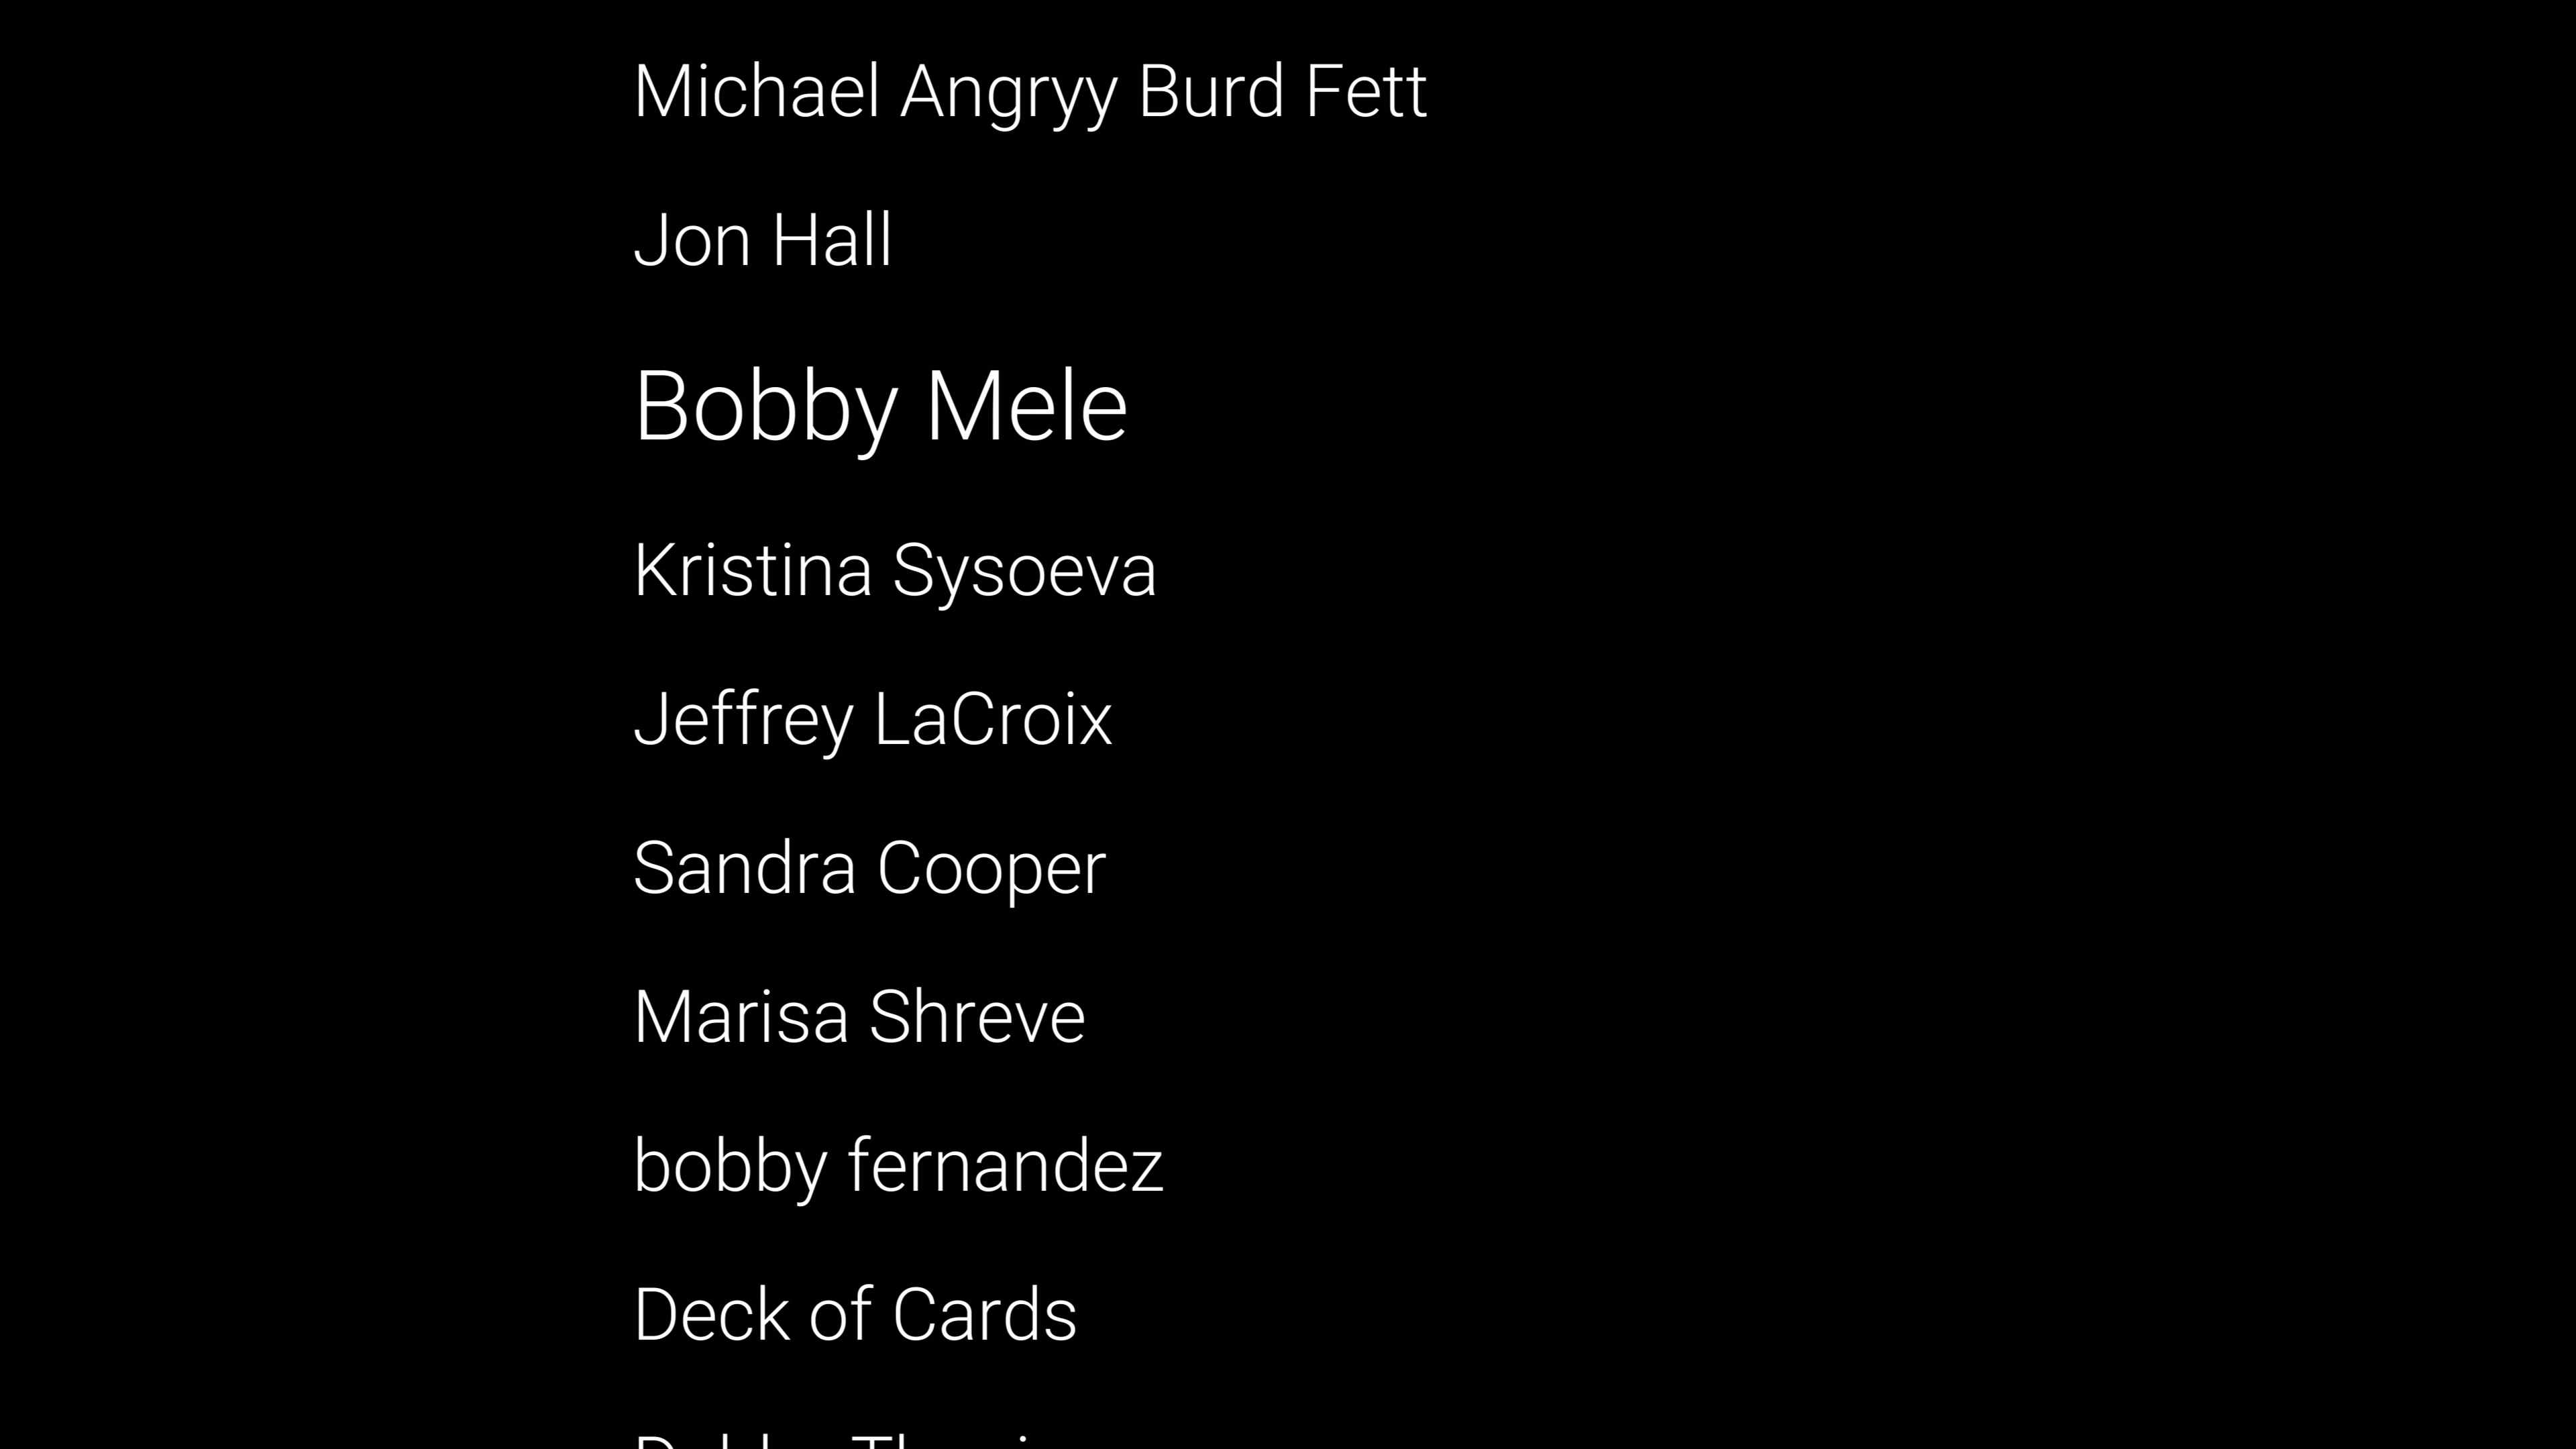 Michael Angryy Burd Fett
Jon Hall
Bobby Mele
Kristina Sysoeva
Jeffrey LaCroix
Sandra Cooper
Marisa Shreve
bobby fernandez
Deck of Cards